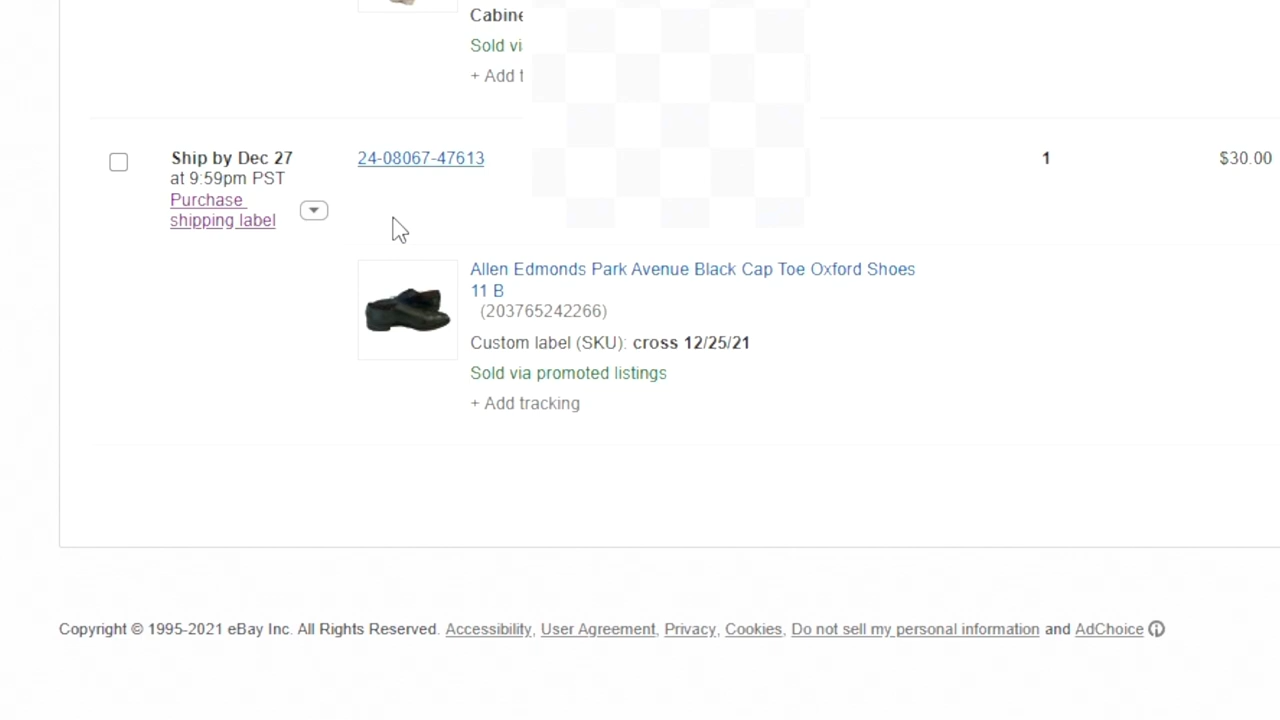 Cabine
Sold vi
+ Add t
Ship by Dec 27
at 9:59pm PST
Purchase
shipping label
24-08067-47613
1
$30.00
Allen Edmonds Park Avenue Black Cap Toe Oxford Shoes
11 B
(203765242266)
Custom label (SKU): cross 12/25/21
Sold via promoted listings
+ Add tracking
Copyright © 1995-2021 eBay Inc. All Rights Reserved. Accessibility, User Agreement, Privacy, Cookies, Do not sell my personal information and AdChoice